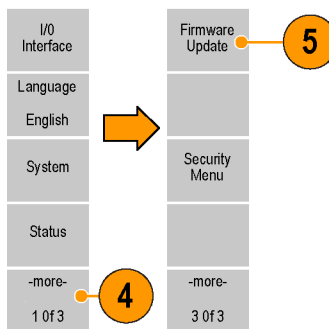 I/0
Interface
Language
English
System
Status
-more-
1 0f 3
4
Firmware
Update
5
Security
Menu
-more-
3 0f 3